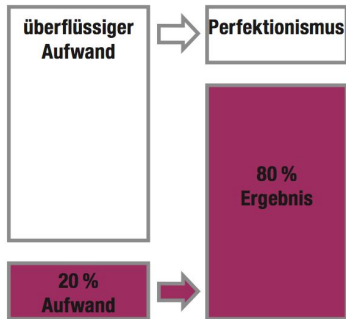 überflüssiger
Aufwand
Perfektionismus
80 %
Ergebnis
20 %
Aufwand